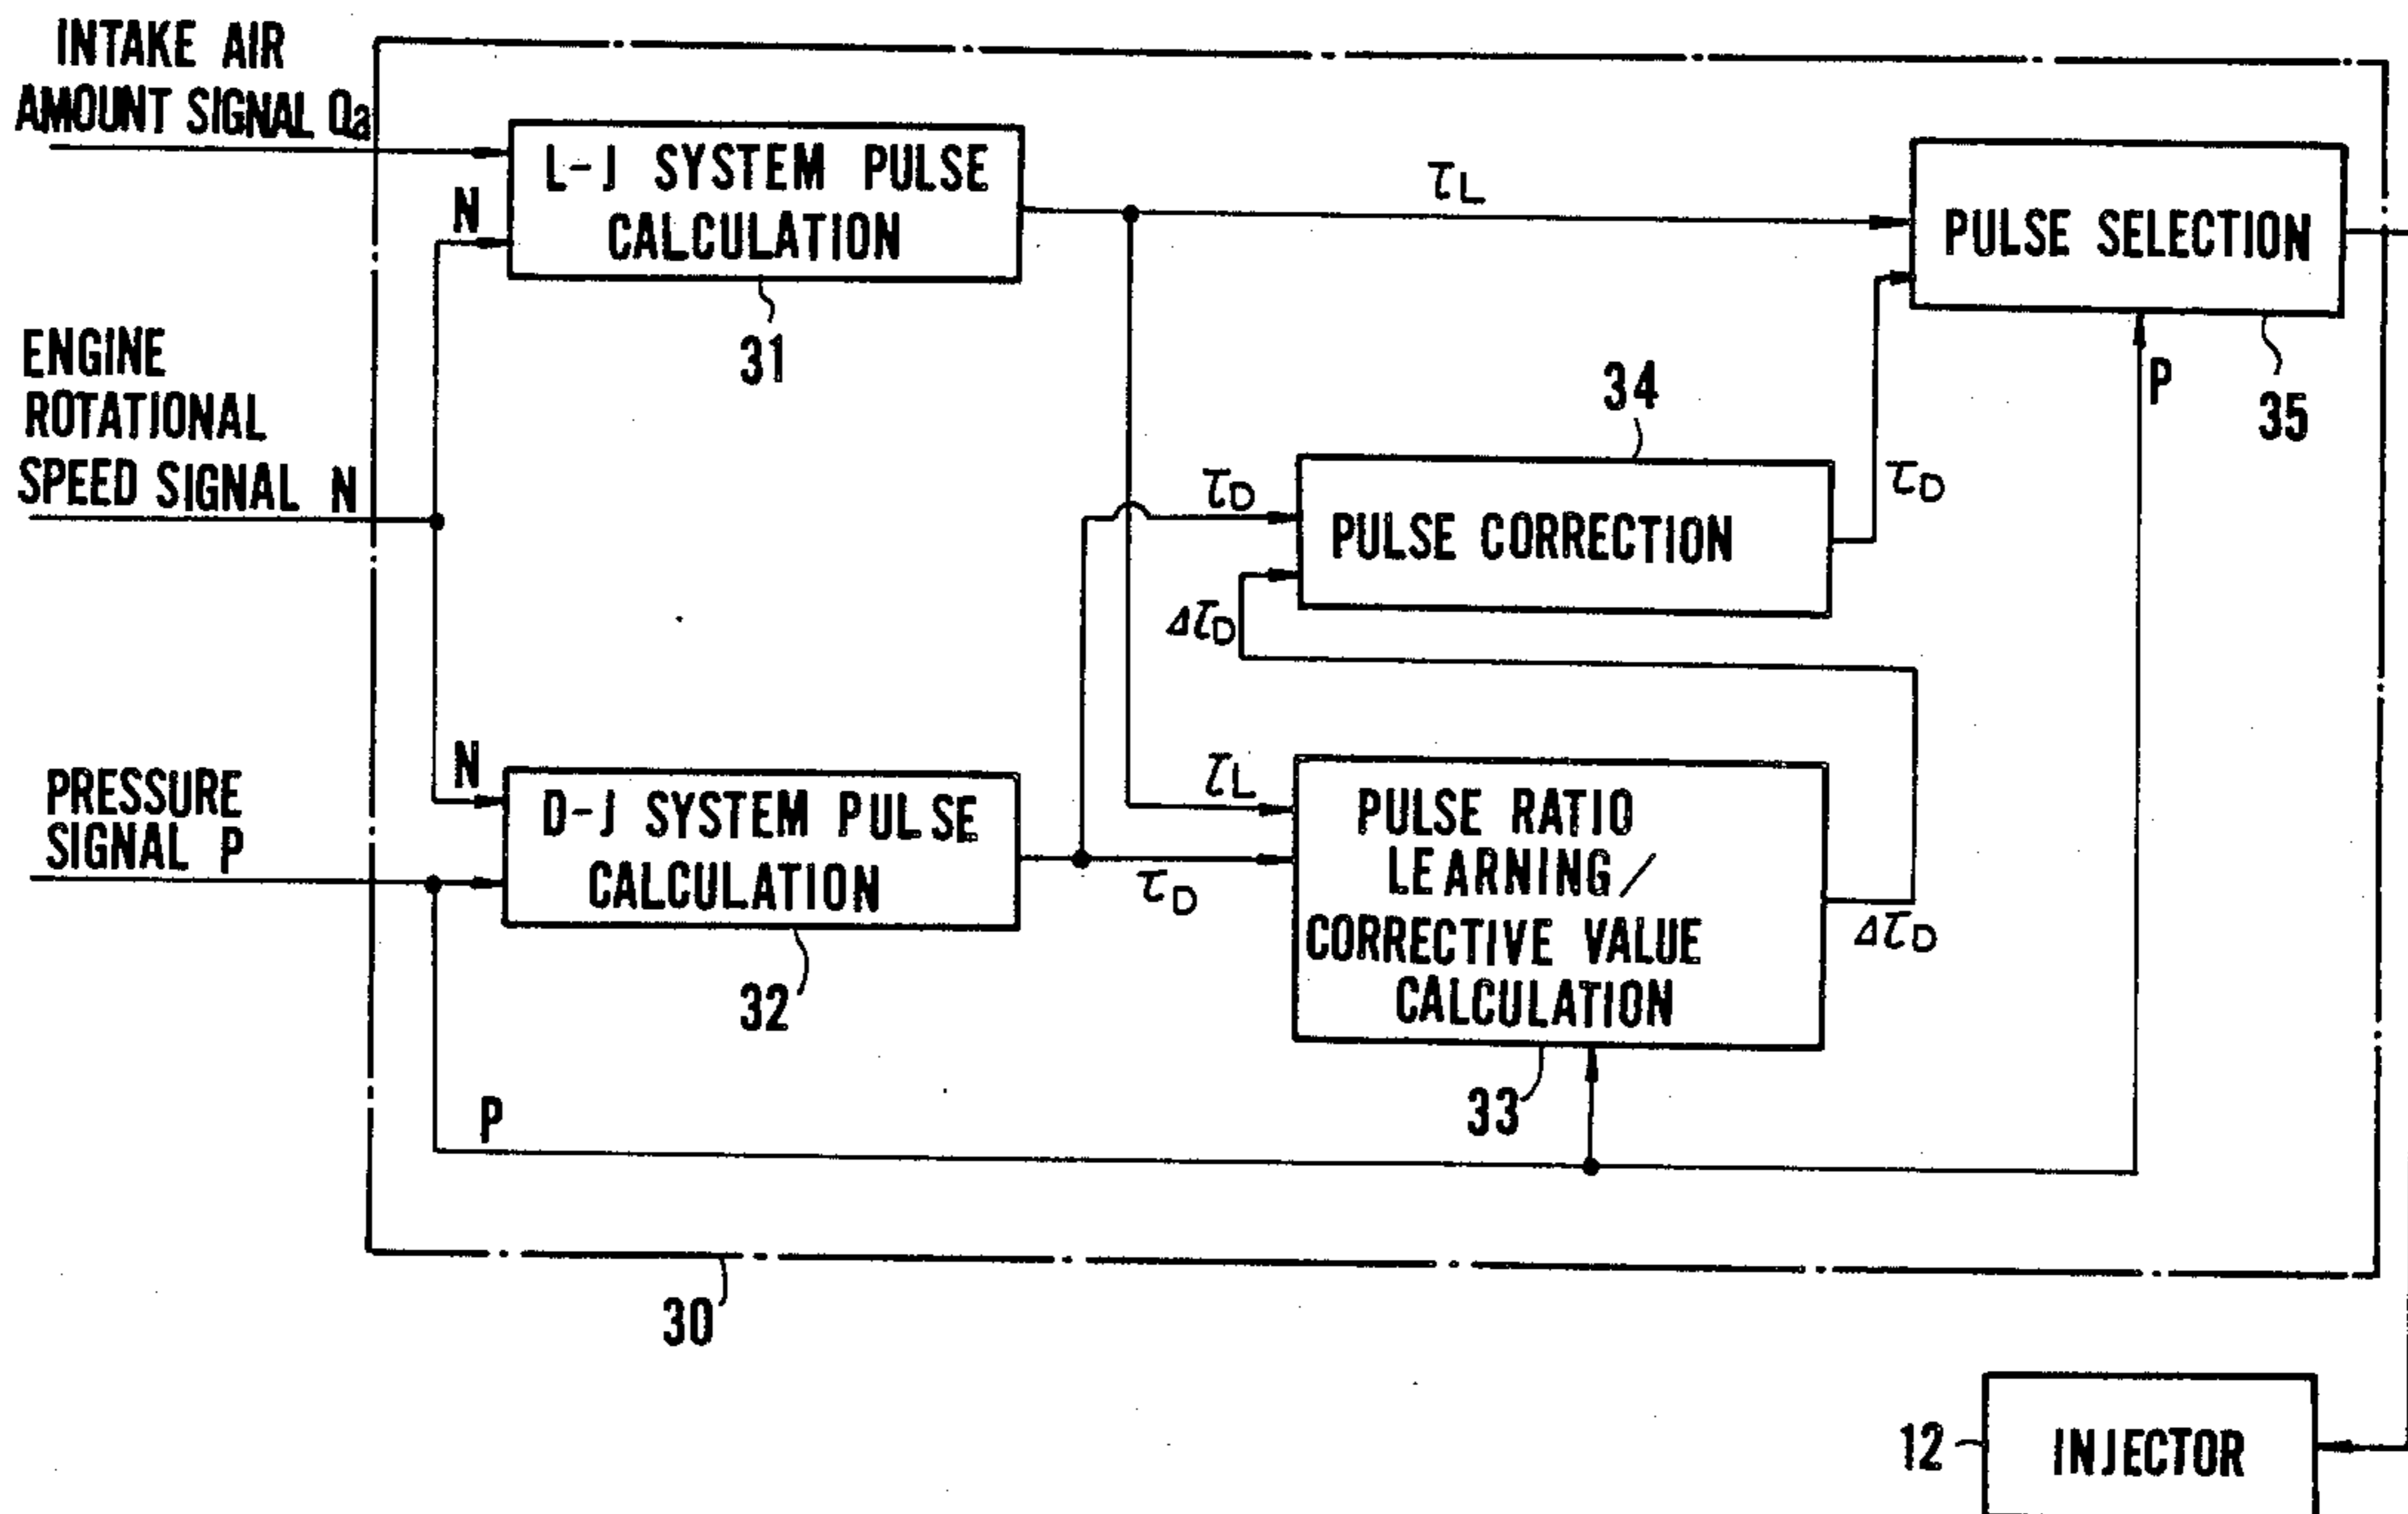 INTAKE AIR
AMOUNT SIGNAL Qa
N
L-J SYSTEM PULSE
CALCULATION
31
τL
PULSE SELECTION
35
P
ENGINE
ROTATIONAL
SPEED SIGNAL N
34
τD
PULSE CORRECTION
τD
ΔτD
N
PRESSURE
SIGNAL P
D-J SYSTEM PULSE
CALCULATION
32
τL
τD
PULSE RATIO
LEARNING/
CORRECTIVE VALUE
CALCULATION
ΔτD
33
P
30
12
INJECTOR